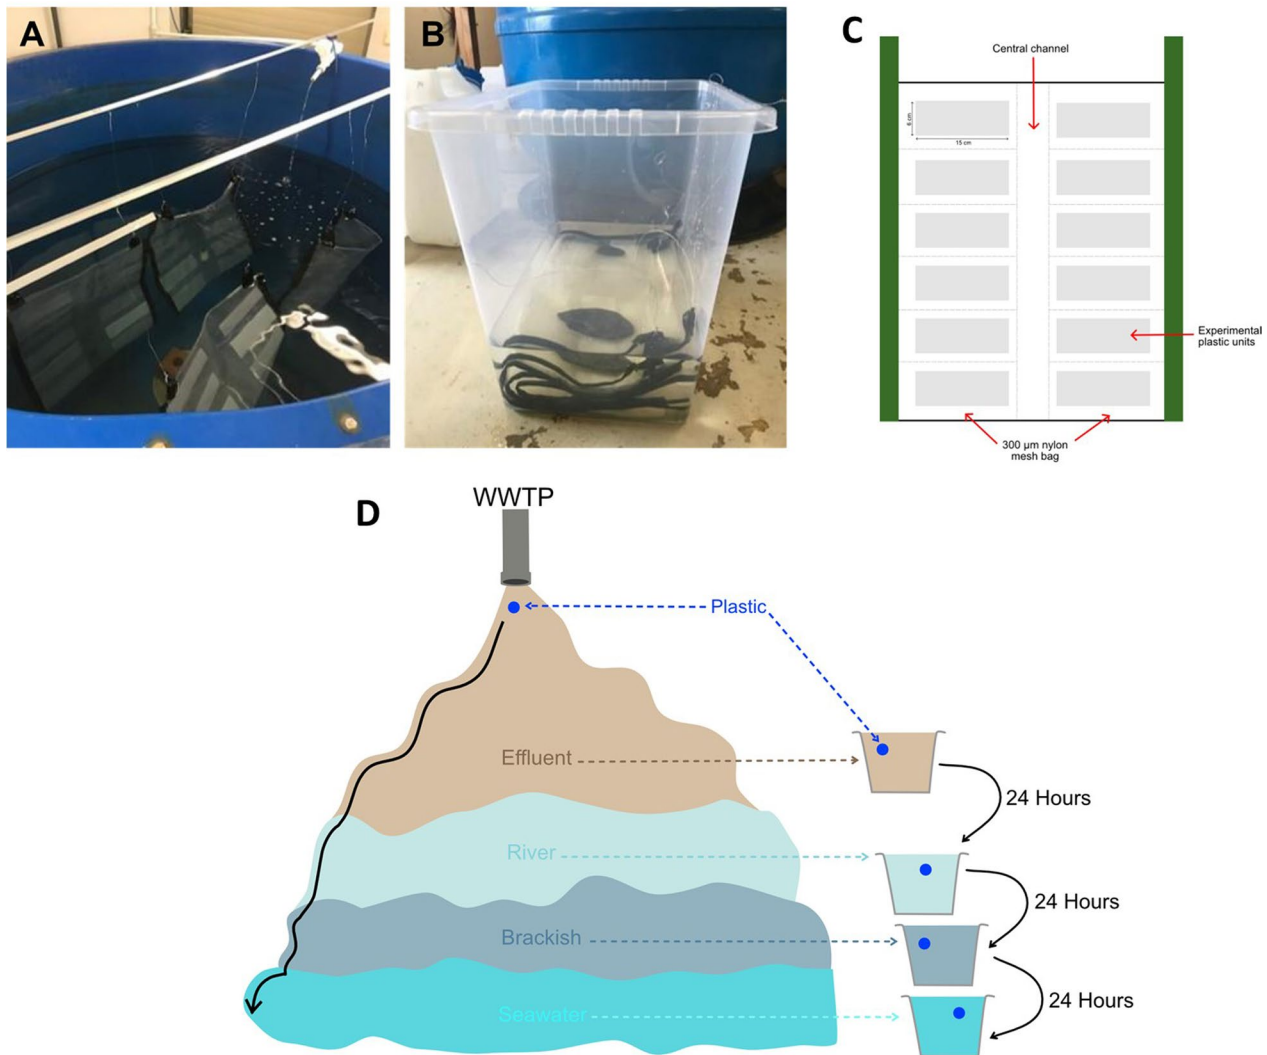 A
B
C
Central channel
6 cm
15 cm
Experimental
plastic units
300 µm nylon
mesh bag
D
WWTP
Plastic
Effluent
24 Hours
River
24 Hours
Brackish
24 Hours
Seawater